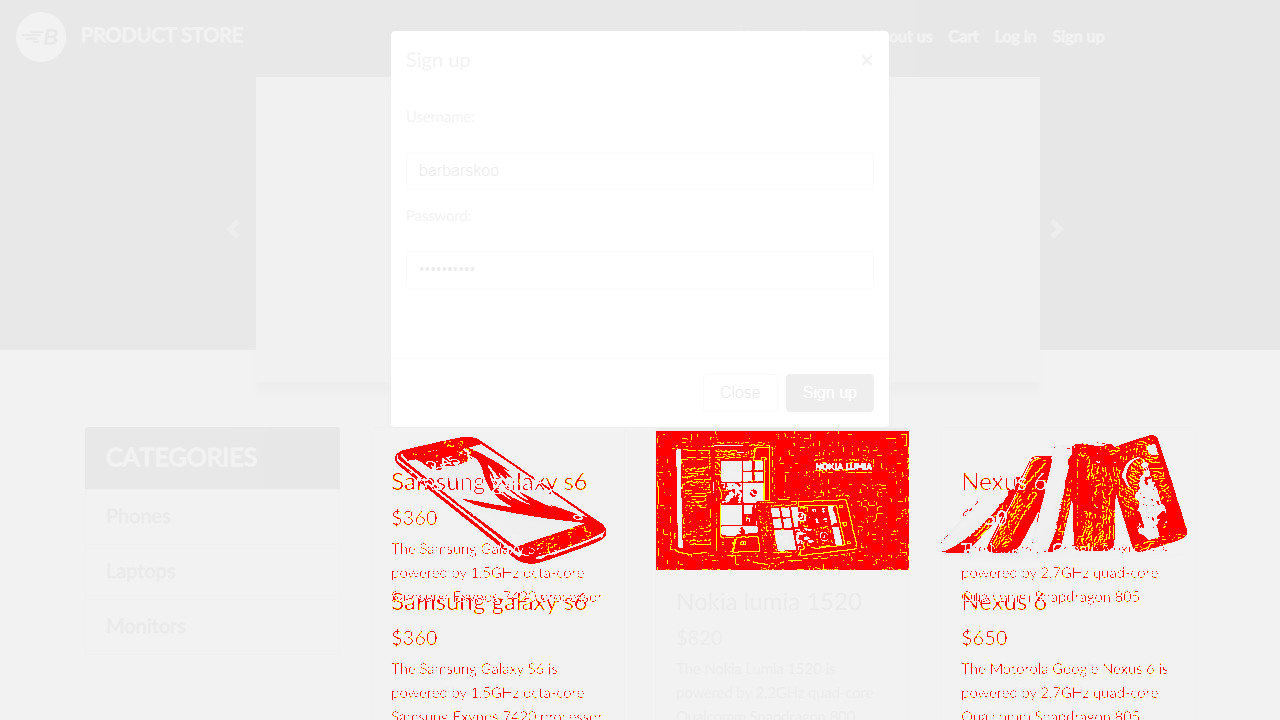 PRODUCT STORE
out us Cart Log in Sign up
Sign up
×
Username:
barbarskoo
Password:
••••••••••
Close Sign up
CATEGORIES
Phones
Laptops
Monitors
Samsung galaxy s6
$360
The Samsung Galaxy
powered by 1.5GHz octa-core
Samsung Exynos 7420 processor
Samsung galaxy s6
$360
The Samsung Galaxy S6 is
powered by 1.5GHz octa-core
Samsung Exynos 7420 processor
NOKIA LUMIA
Nokia lumia 1520
$820
The Nokia Lumia 1520 is
powered by 2.2GHz quad-core
Qualcomm Snapdragon 800
Nexus 6
powered by 2.7GHz quad-core
Qualcomm Snapdragon 805
Nexus 6
$650
The Motorola Google Nexus 6 is
powered by 2.7GHz quad-core
Qualcomm Snapdragon 805